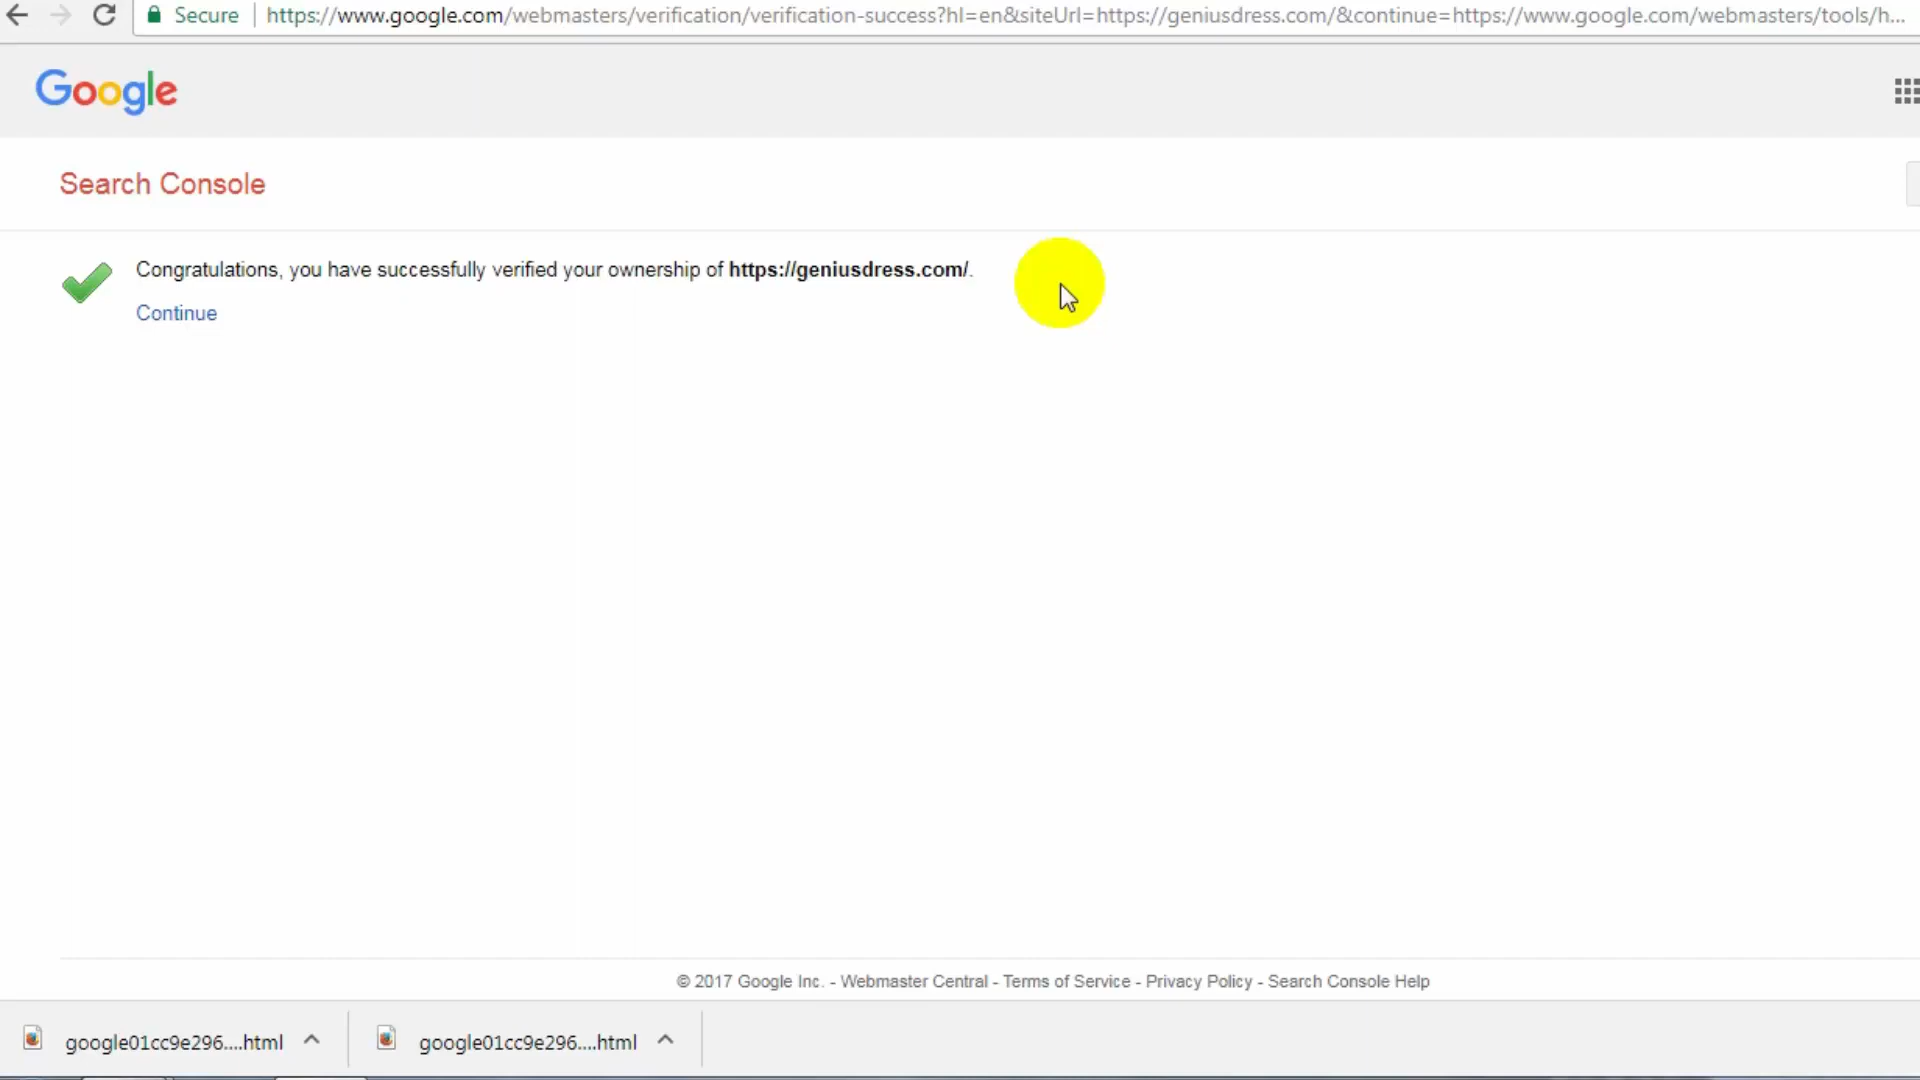 Secure https://www.google.com/webmasters/verification/verification-success?hl=en&siteUrl=https://geniusdress.com/&continue=https://www.google.com/webmasters/tools/h...
Google
Search Console
Congratulations, you have successfully verified your ownership of https://geniusdress.com/.
Continue
© 2017 Google Inc. - Webmaster Central - Terms of Service - Privacy Policy - Search Console Help
google01cc9e296....html google01cc9e296....html